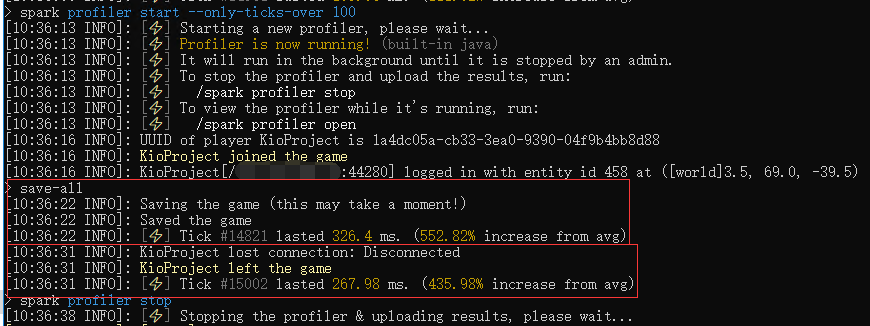 > spark profiler start --only-ticks-over 100
[10:36:13 INFO]: [⚡] Starting a new profiler, please wait...
[10:36:13 INFO]: [⚡] Profiler is now running! (built-in java)
[10:36:13 INFO]: [⚡] It will run in the background until it is stopped by an admin.
[10:36:13 INFO]: [⚡] To stop the profiler and upload the results, run:
[10:36:13 INFO]: [⚡]   /spark profiler stop
[10:36:13 INFO]: [⚡] To view the profiler while it's running, run:
[10:36:13 INFO]: [⚡]   /spark profiler open
[10:36:16 INFO]: UUID of player KioProject is 1a4dc05a-cb33-3ea0-9390-04f9b4bb8d88
[10:36:16 INFO]: KioProject joined the game
[10:36:16 INFO]: KioProject[/:44280] logged in with entity id 458 at ([world]3.5, 69.0, -39.5)
> save-all
[10:36:22 INFO]: Saving the game (this may take a moment!)
[10:36:22 INFO]: Saved the game
[10:36:22 INFO]: [⚡] Tick #14821 lasted 326.4 ms. (552.82% increase from avg)
[10:36:31 INFO]: KioProject lost connection: Disconnected
[10:36:31 INFO]: KioProject left the game
[10:36:31 INFO]: [⚡] Tick #15002 lasted 267.98 ms. (435.98% increase from avg)
> spark profiler stop
[10:36:38 INFO]: [⚡] Stopping the profiler & uploading results, please wait...